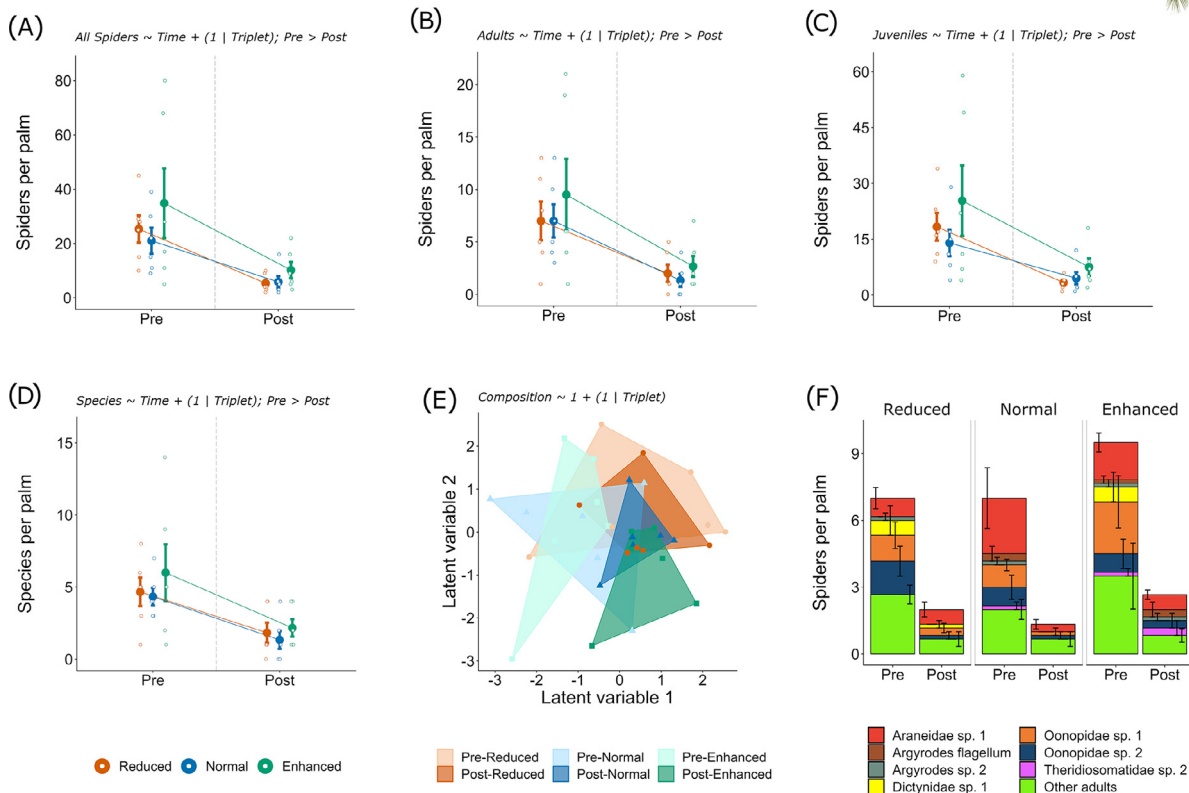 (A)
All Spiders ~ Time + (1 | Triplet); Pre > Post
Spiders per palm
80
60
40
20
0
Pre Post
(B)
Adults ~ Time + (1 | Triplet); Pre > Post
Spiders per palm
20
15
10
5
0
Pre Post
(C)
Juveniles ~ Time + (1 | Triplet); Pre > Post
Spiders per palm
60
45
30
15
0
Pre Post
(D)
Species ~ Time + (1 | Triplet); Pre > Post
Species per palm
15
10
5
0
Pre Post
Reduced Normal Enhanced
(E)
Composition ~ 1 + (1 | Triplet)
Latent variable 2
2
1
0
-1
-2
-3
-3 -2 -1 0 1 2
Latent variable 1
Pre-Reduced Pre-Normal Pre-Enhanced
Post-Reduced Post-Normal Post-Enhanced
(F)
Reduced Normal Enhanced
Spiders per palm
9
6
3
0
Pre Post Pre Post Pre Post
Araneidae sp. 1 Oonopidae sp. 1
Argyrodes flagellum Oonopidae sp. 2
Argyrodes sp. 2 Theridiosomatidae sp. 2
Dictynidae sp. 1 Other adults